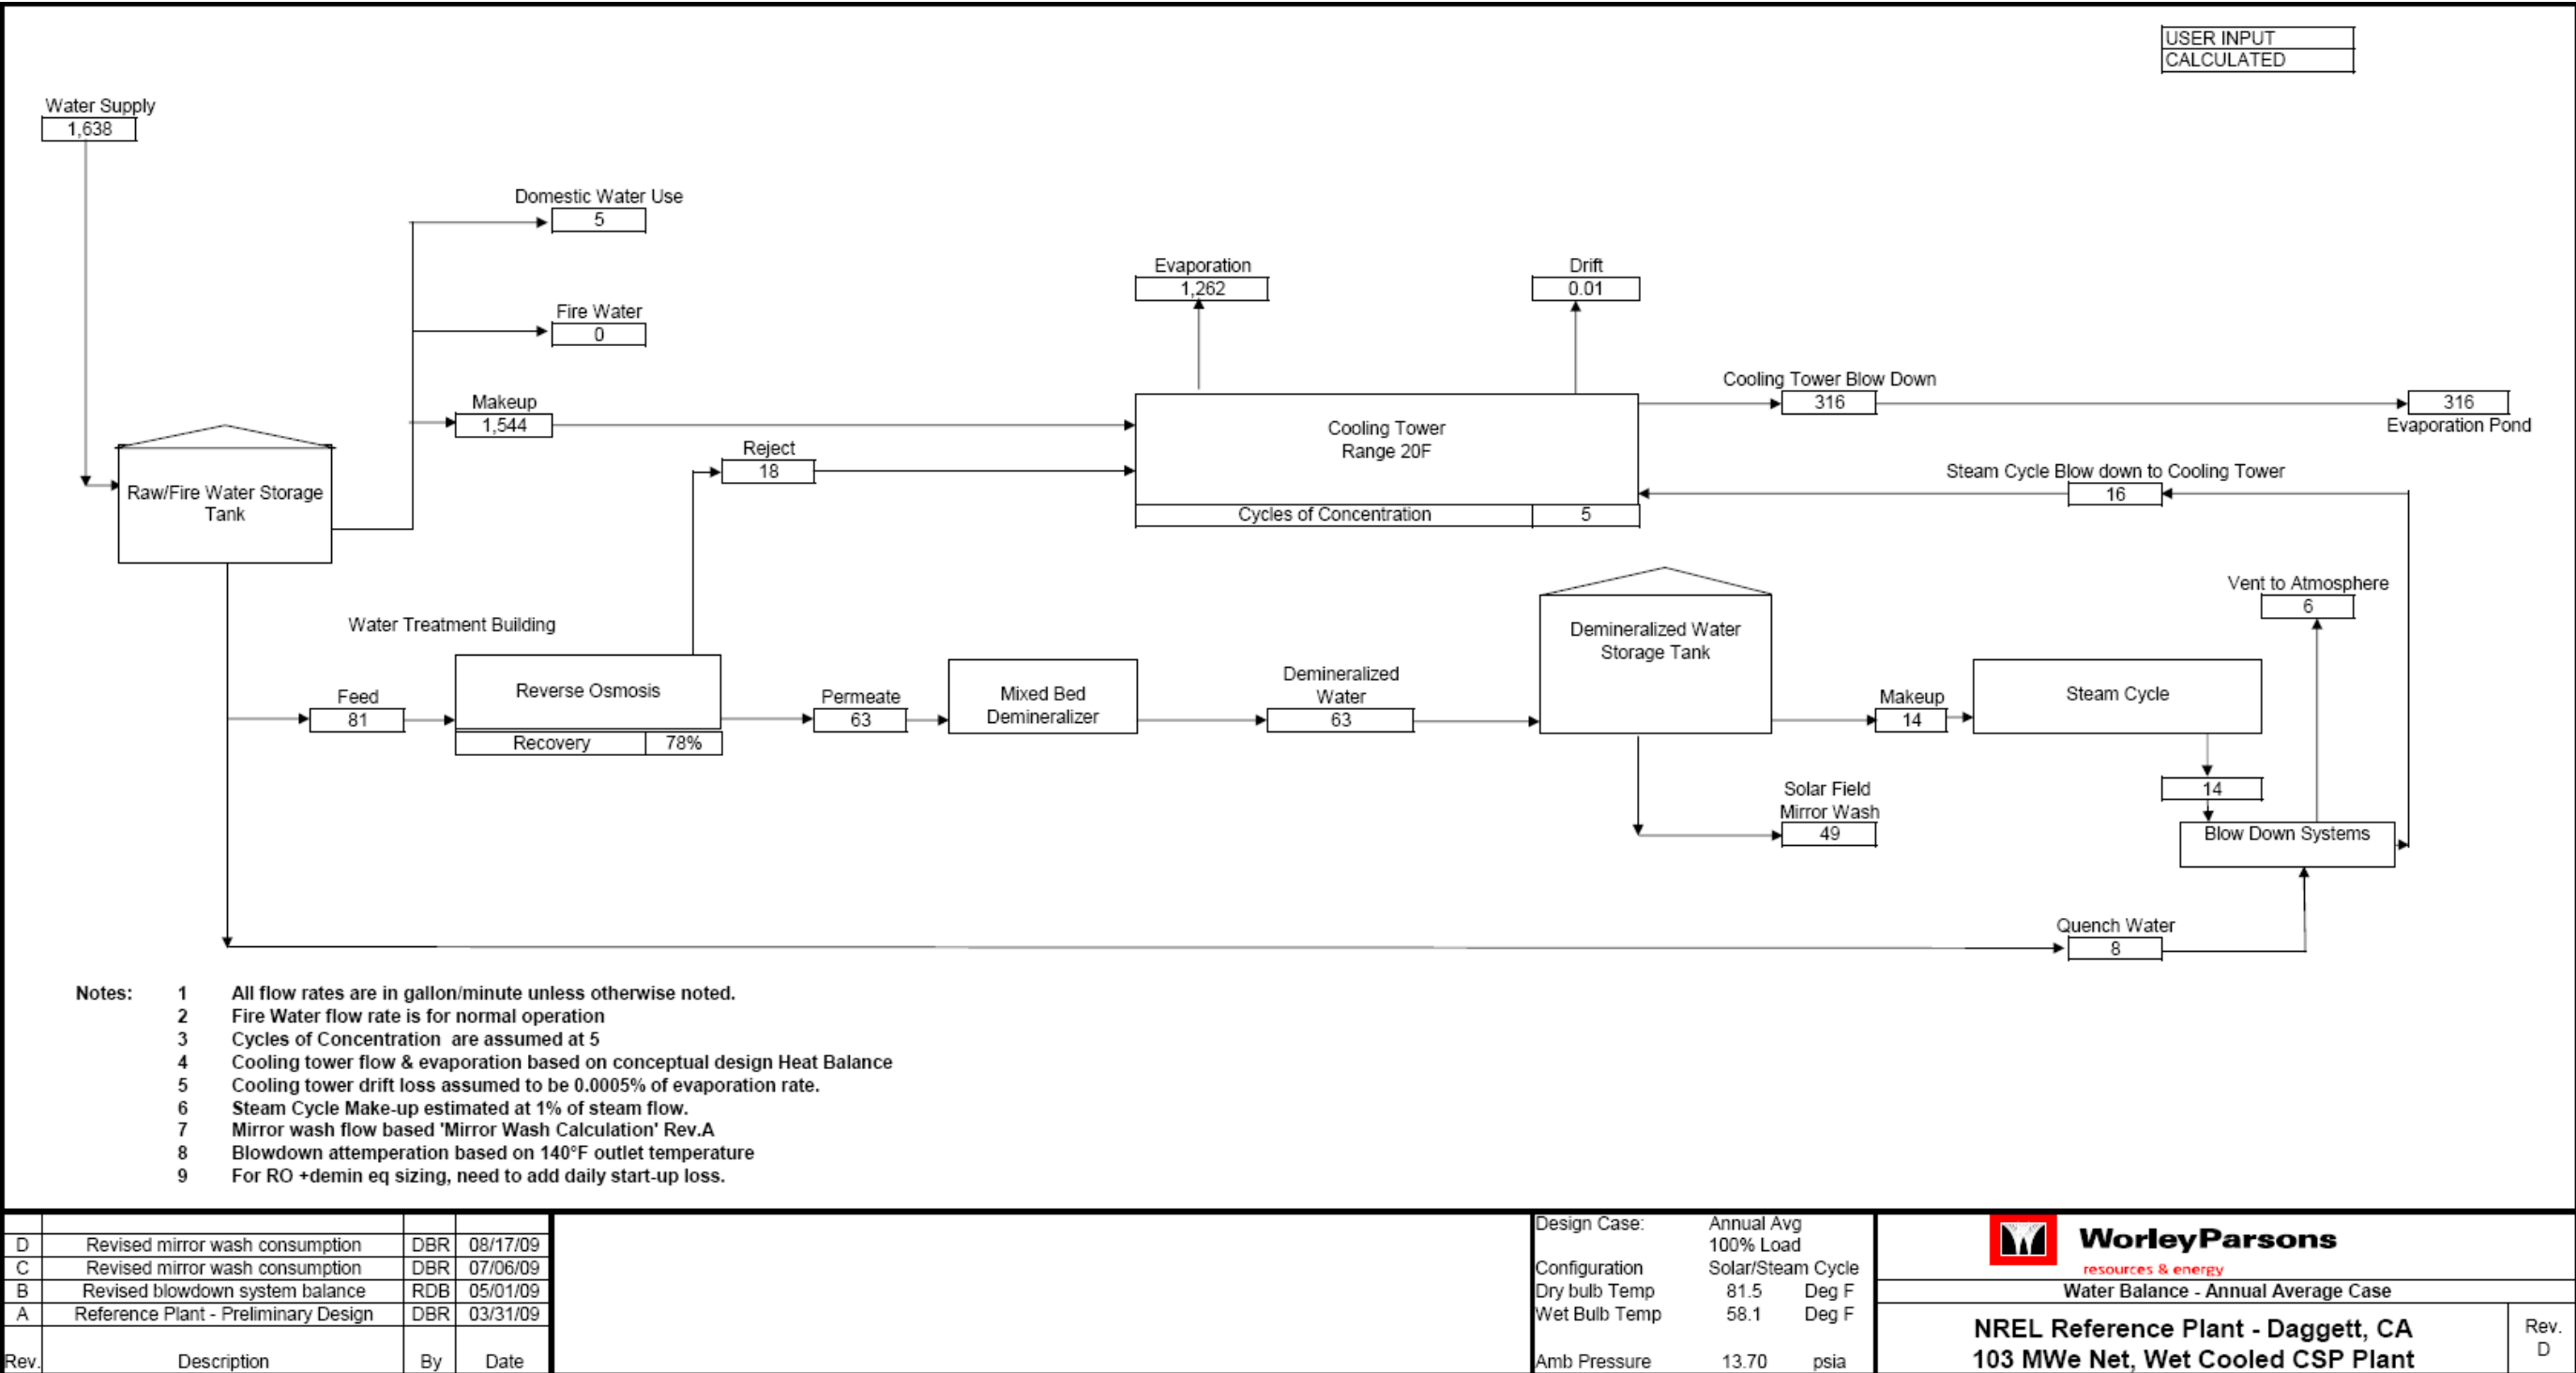 USER INPUT
CALCULATED
Water Supply
1,638
Domestic Water Use
5
Fire Water
0
Makeup
1,544
Reject
18
Evaporation
1,262
Drift
0.01
Cooling Tower
Range 20F
Cycles of Concentration 5
Cooling Tower Blow Down
316
316
Evaporation Pond
Steam Cycle Blow down to Cooling Tower
16
Raw/Fire Water Storage
Tank
Water Treatment Building
Feed
81
Reverse Osmosis
Recovery 78%
Permeate
63
Mixed Bed
Demineralizer
Demineralized
Water
63
Demineralized Water
Storage Tank
Makeup
14
Steam Cycle
Vent to Atmosphere
6
14
Blow Down Systems
Solar Field
Mirror Wash
49
Quench Water
8
Notes: 1 All flow rates are in gallon/minute unless otherwise noted.
2 Fire Water flow rate is for normal operation
3 Cycles of Concentration are assumed at 5
4 Cooling tower flow & evaporation based on conceptual design Heat Balance
5 Cooling tower drift loss assumed to be 0.0005% of evaporation rate.
6 Steam Cycle Make-up estimated at 1% of steam flow.
7 Mirror wash flow based 'Mirror Wash Calculation' Rev.A
8 Blowdown attemperation based on 140°F outlet temperature
9 For RO +demin eq sizing, need to add daily start-up loss.
D Revised mirror wash consumption DBR 08/17/09
C Revised mirror wash consumption DBR 07/06/09
B Revised blowdown system balance RDB 05/01/09
A Reference Plant - Preliminary Design DBR 03/31/09
Rev. Description By Date
Design Case: Annual Avg
100% Load
Configuration Solar/Steam Cycle
Dry bulb Temp 81.5 Deg F
Wet Bulb Temp 58.1 Deg F
Amb Pressure 13.70 psia
WorleyParsons
resources & energy
Water Balance - Annual Average Case
NREL Reference Plant - Daggett, CA
103 MWe Net, Wet Cooled CSP Plant
Rev.
D